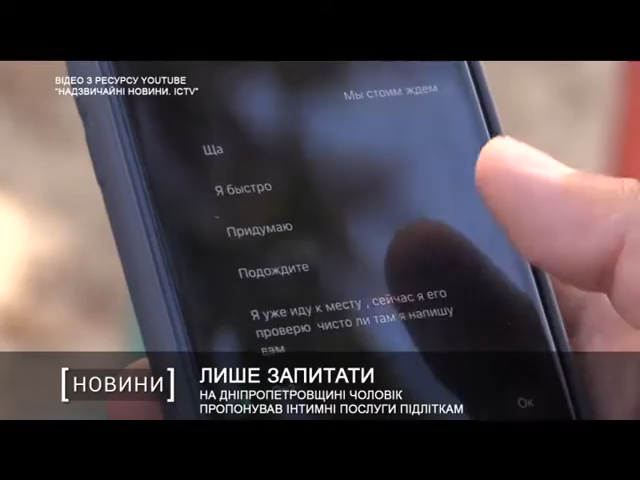 ВІДЕО З РЕСУРСУ YOUTUBE
"НАДЗВИЧАЙНІ НОВИНИ. ICTV"
Мы стоим ждем
Ща
Я быстро
Придумаю
Подождите
Я уже иду к месту , сейчас я его
проверю чисто ли там я напишу
вам
Ок
[НОВИНИ]
ЛИШЕ ЗАПИТАТИ
НА ДНІПРОПЕТРОВЩИНІ ЧОЛОВІК
ПРОПОНУВАВ ІНТИМНІ ПОСЛУГИ ПІДЛІТКАМ